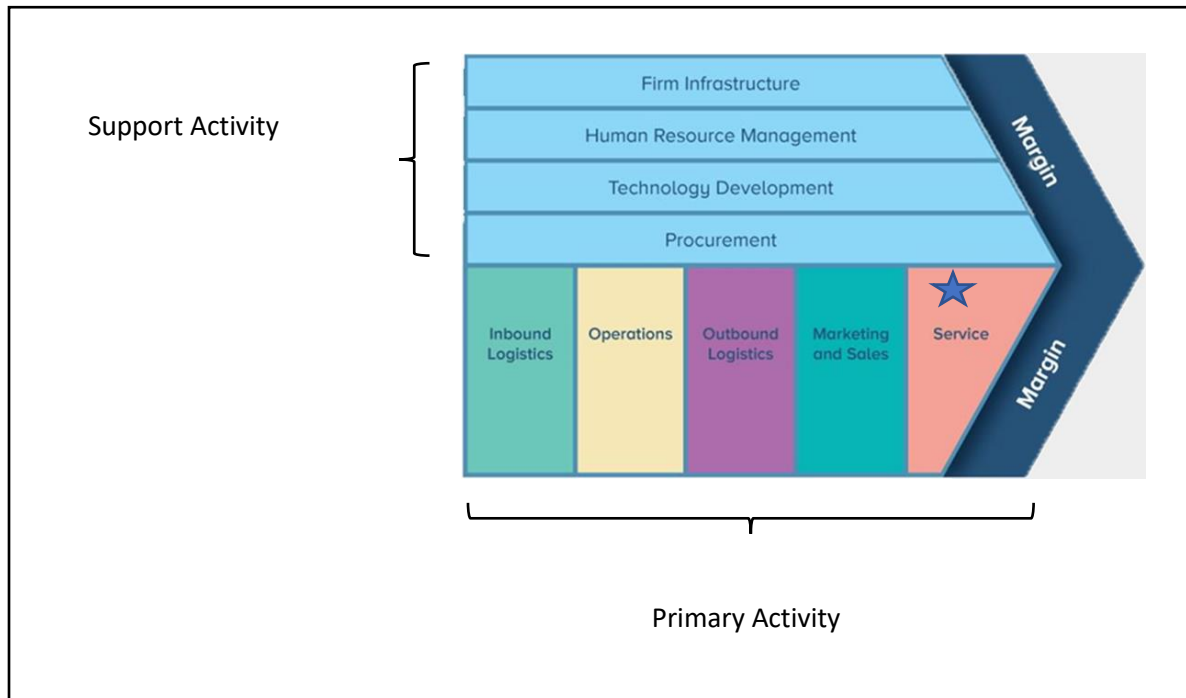 Support Activity
Firm Infrastructure
Human Resource Management
Technology Development
Procurement
Margin
Inbound
Logistics
Operations
Outbound
Logistics
Marketing
and Sales
Service
Margin
Primary Activity